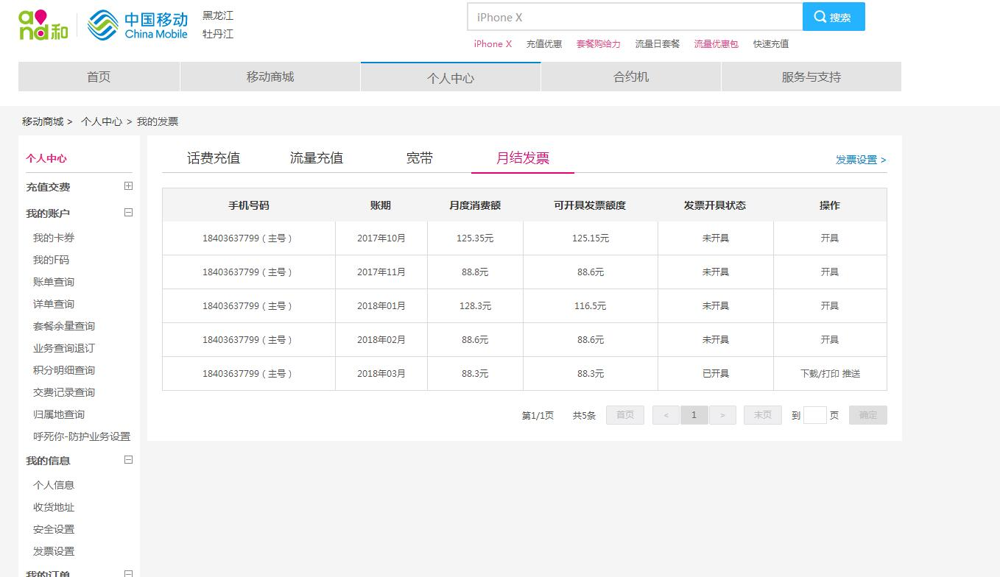 and和
中国移动
China Mobile
黑龙江
牡丹江
iPhone X
搜索
iPhone X 充值优惠 套餐购给力 流量日套餐 流量优惠包 快速充值
首页 移动商城 个人中心 合约机 服务与支持
移动商城 > 个人中心 > 我的发票
个人中心
充值交费
我的账户
我的卡券
我的F码
账单查询
详单查询
套餐余量查询
业务查询退订
积分明细查询
交费记录查询
归属地查询
呼死你-防护业务设置
我的信息
个人信息
收货地址
安全设置
发票设置
我的订单
话费充值 流量充值 宽带 月结发票 发票设置 >
手机号码 账期 月度消费额 可开具发票额度 发票开具状态 操作
18403637799（主号） 2017年10月 125.35元 125.15元 未开具 开具
18403637799（主号） 2017年11月 88.8元 88.6元 未开具 开具
18403637799（主号） 2018年01月 128.3元 116.5元 未开具 开具
18403637799（主号） 2018年02月 88.6元 88.6元 未开具 开具
18403637799（主号） 2018年03月 88.3元 88.3元 已开具 下载/打印 推送
第1/1页 共5条 首页 < 1 > 末页 到 页 确定